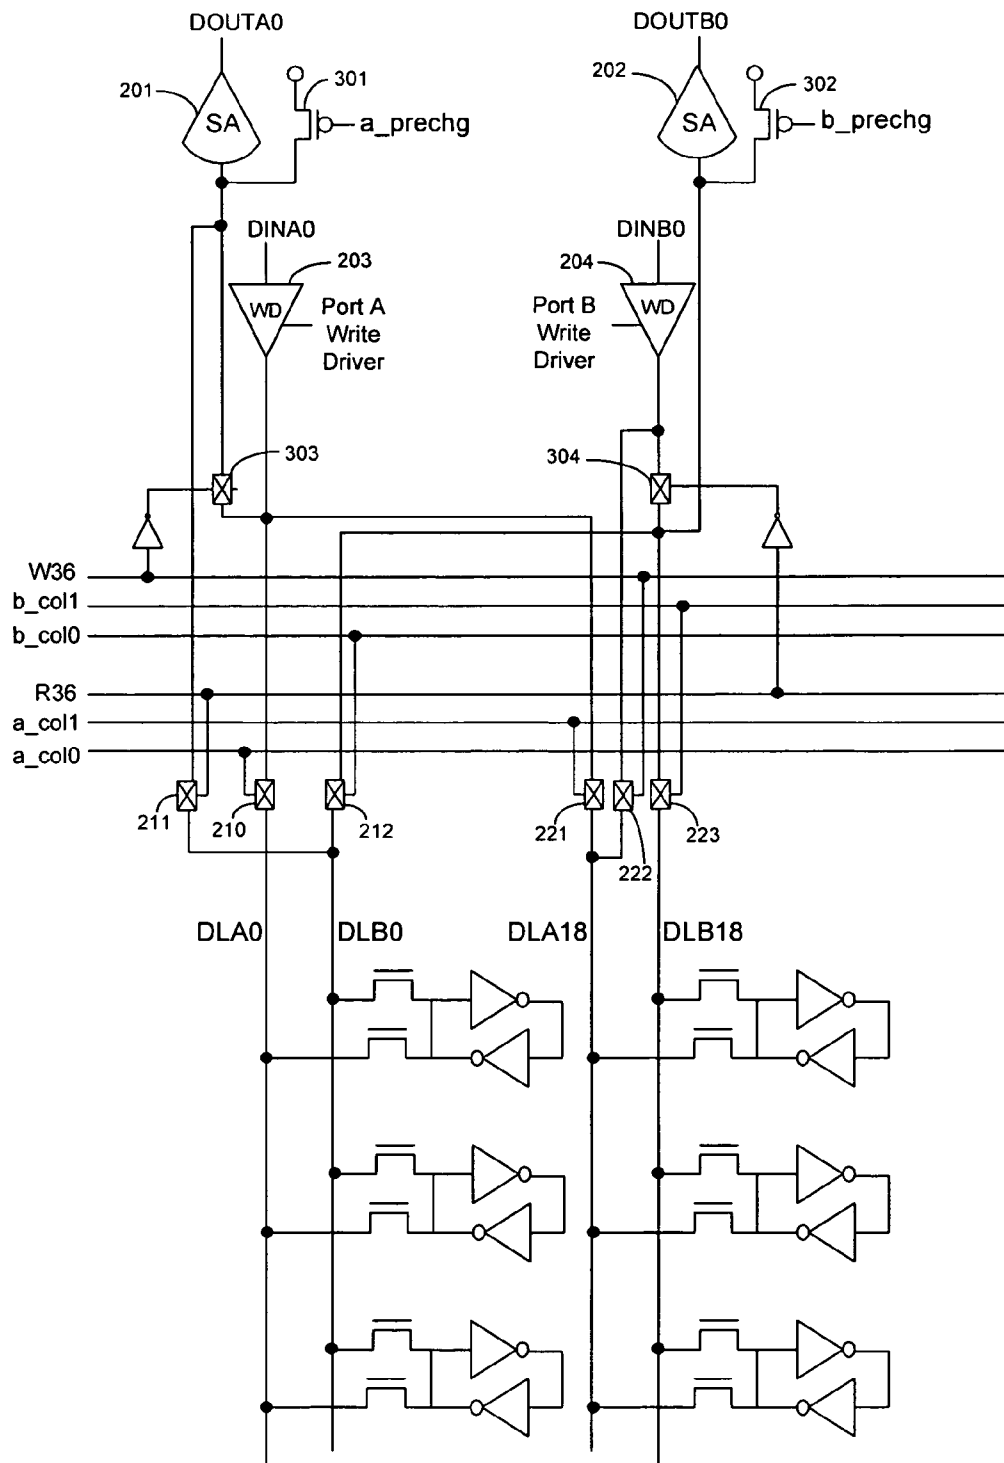 DOUTA0
DOUTB0
201
SA
301
a_prechg
202
SA
302
b_prechg
DINA0
203
WD
Port A
Write
Driver
DINB0
204
WD
Port B
Write
Driver
303
304
W36
b_col1
b_col0
R36
a_col1
a_col0
211
210
212
221
222
223
DLA0
DLB0
DLA18
DLB18